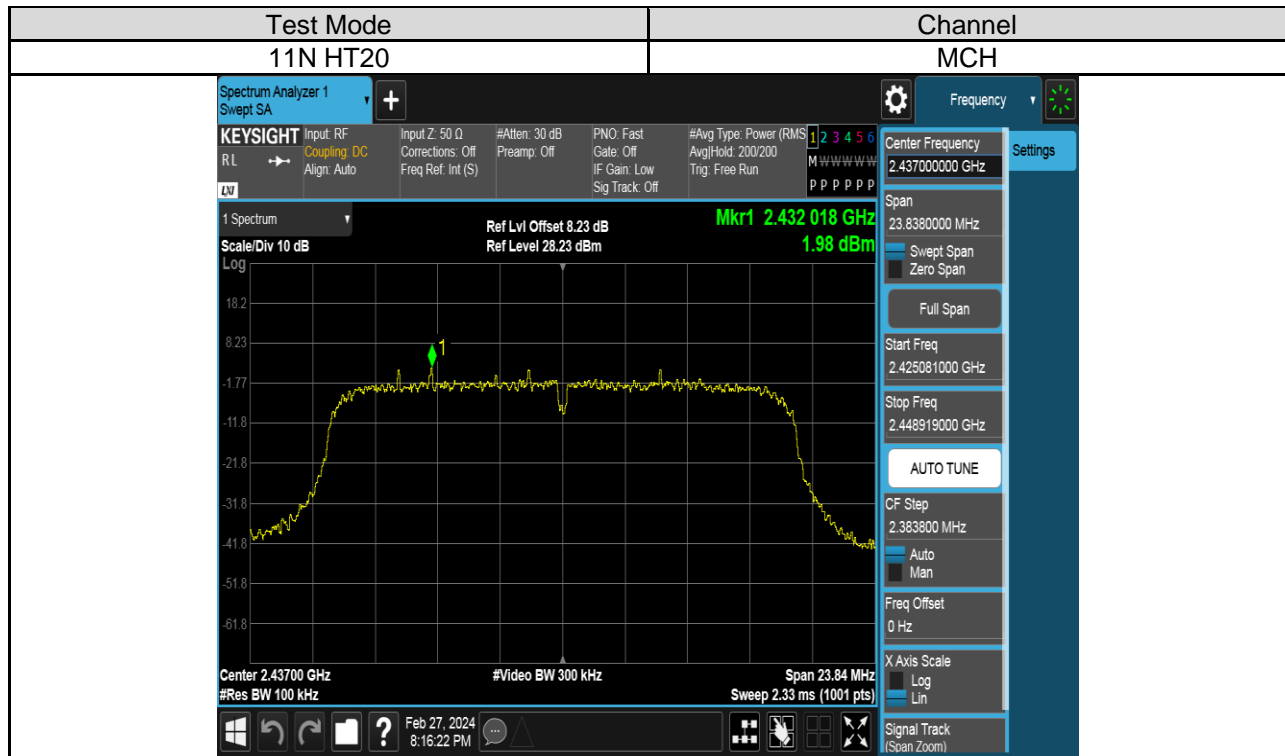 Test Mode Channel
11N HT20 MCH
Spectrum Analyzer 1
Swept SA
+
Frequency
KEYSIGHT
RL
LXI
Input: RF
Coupling: DC
Align: Auto
Input Z: 50 Ω
Corrections: Off
Freq Ref: Int (S)
#Atten: 30 dB
Preamp: Off
PNO: Fast
Gate: Off
IF Gain: Low
Sig Track: Off
#Avg Type: Power (RMS
Avg|Hold: 200/200
Trig: Free Run
1 2 3 4 5 6
M W W W W W
P P P P P P
1 Spectrum
Scale/Div 10 dB
Ref Lvl Offset 8.23 dB
Ref Level 28.23 dBm
Mkr1 2.432 018 GHz
1.98 dBm
Log
18.2
8.23
-1.77
-11.8
-21.8
-31.8
-41.8
-51.8
-61.8
1
Center 2.43700 GHz
#Res BW 100 kHz
#Video BW 300 kHz
Span 23.84 MHz
Sweep 2.33 ms (1001 pts)
Center Frequency
2.437000000 GHz
Settings
Span
23.8380000 MHz
Swept Span
Zero Span
Full Span
Start Freq
2.425081000 GHz
Stop Freq
2.448919000 GHz
AUTO TUNE
CF Step
2.383800 MHz
Auto
Man
Freq Offset
0 Hz
X Axis Scale
Log
Lin
Signal Track
(Span Zoom)
?
Feb 27, 2024
8:16:22 PM